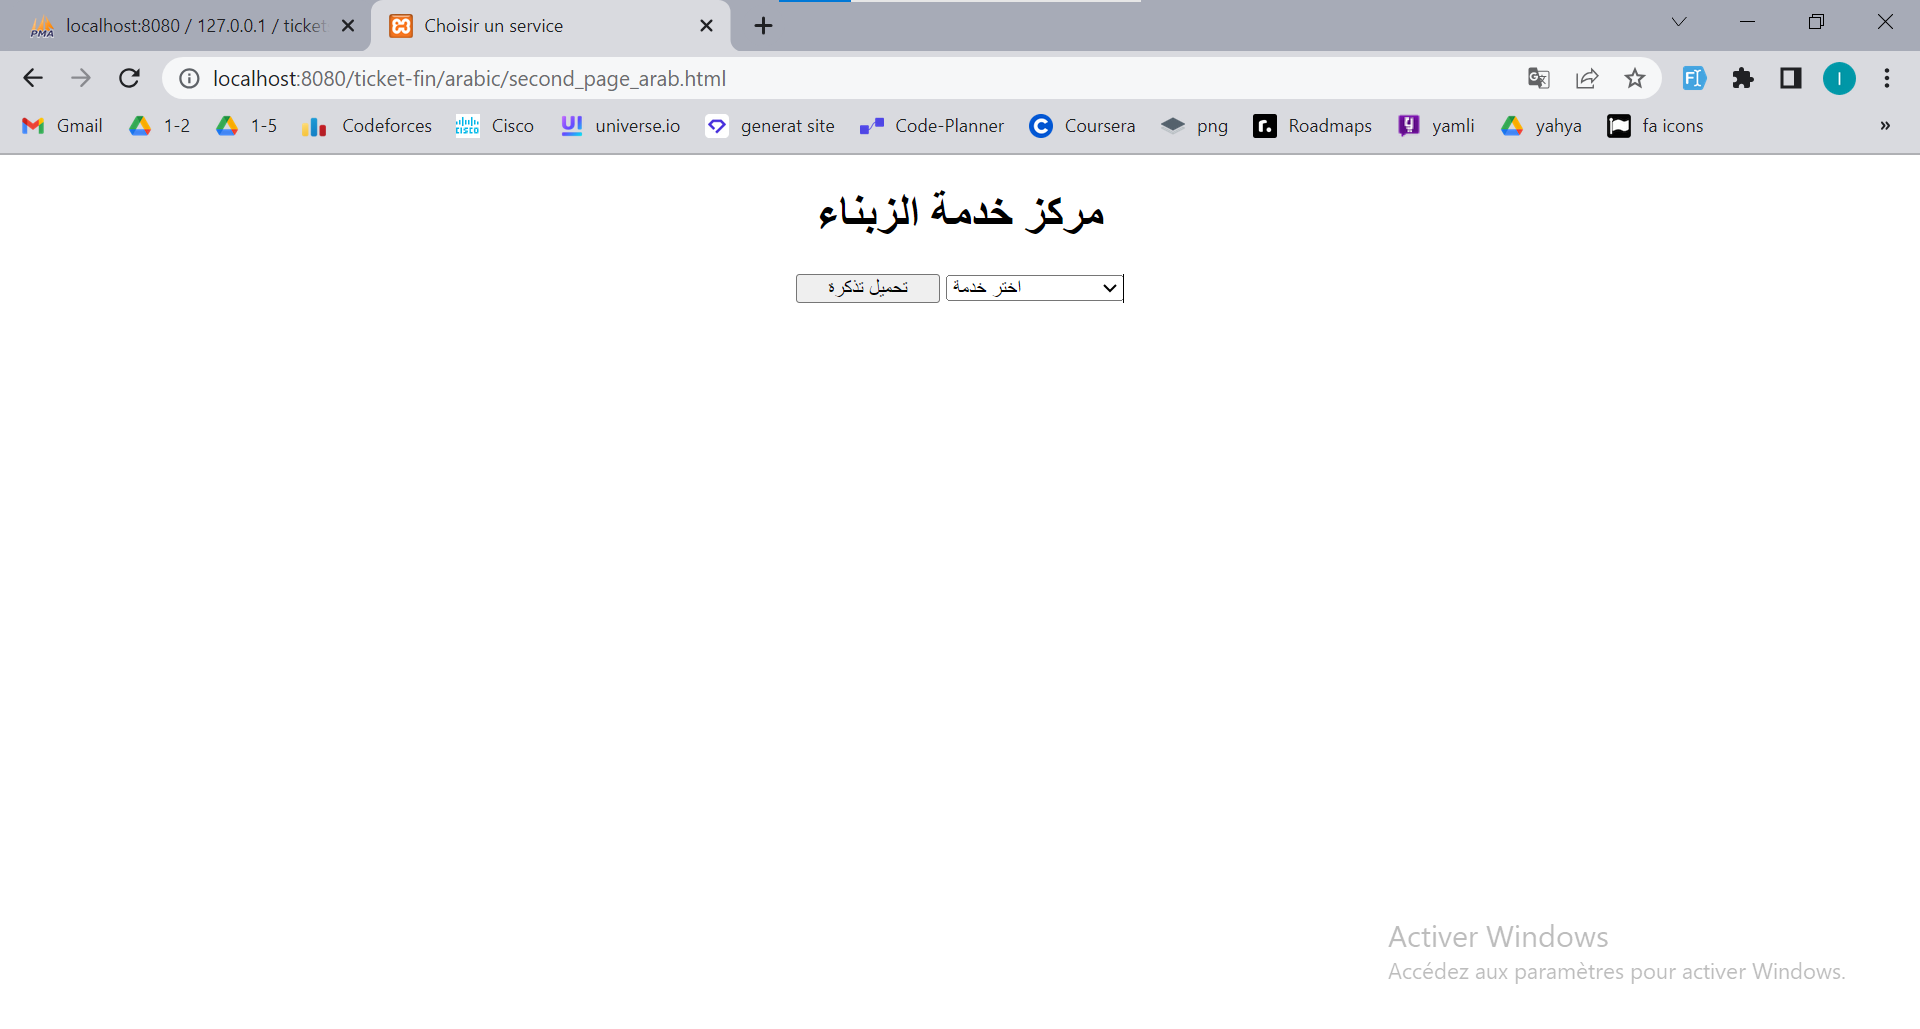 localhost:8080 / 127.0.0.1 / ticket
Choisir un service
localhost:8080/ticket-fin/arabic/second_page_arab.html
Gmail 1-2 1-5 Codeforces Cisco universe.io generat site Code-Planner Coursera png Roadmaps yamli yahya fa icons »
مركز خدمة الزبناء
اختر خدمة تحميل تذكرة
Activer Windows
Accédez aux paramètres pour activer Windows.